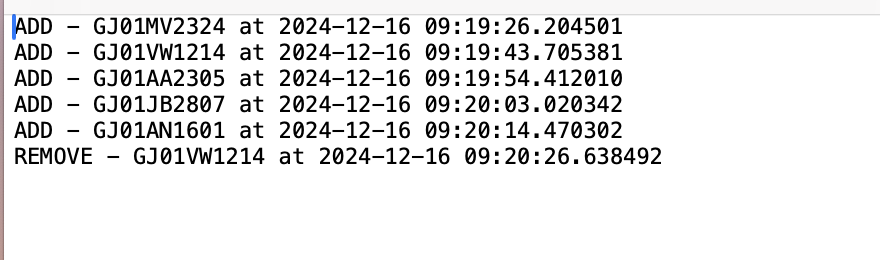 ADD – GJ01MV2324 at 2024-12-16 09:19:26.204501
ADD – GJ01VW1214 at 2024-12-16 09:19:43.705381
ADD – GJ01AA2305 at 2024-12-16 09:19:54.412010
ADD – GJ01JB2807 at 2024-12-16 09:20:03.020342
ADD – GJ01AN1601 at 2024-12-16 09:20:14.470302
REMOVE – GJ01VW1214 at 2024-12-16 09:20:26.638492